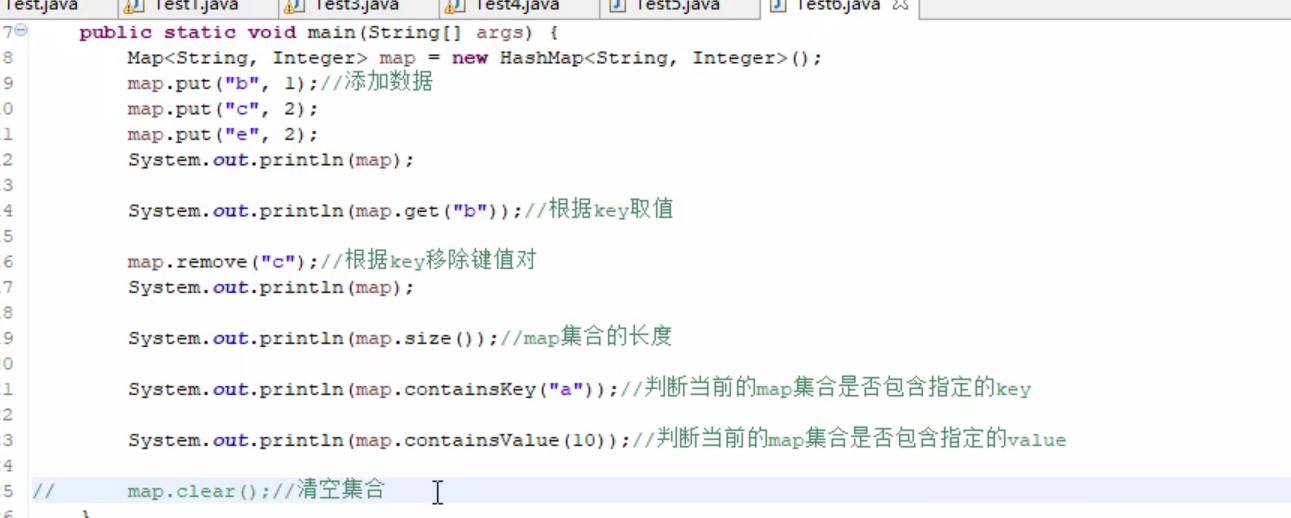 Test.java Test1.java Test3.java Test4.java Test5.java Test6.java
7 public static void main(String[] args) {
8 Map<String, Integer> map = new HashMap<String, Integer>();
9 map.put("b", 1);//添加数据
0 map.put("c", 2);
1 map.put("e", 2);
2 System.out.println(map);
3
4 System.out.println(map.get("b"));//根据key取值
5
6 map.remove("c");//根据key移除键值对
7 System.out.println(map);
8
9 System.out.println(map.size());//map集合的长度
0
1 System.out.println(map.containsKey("a"));//判断当前的map集合是否包含指定的key
2
3 System.out.println(map.containsValue(10));//判断当前的map集合是否包含指定的value
4
5 // map.clear();//清空集合
6 }